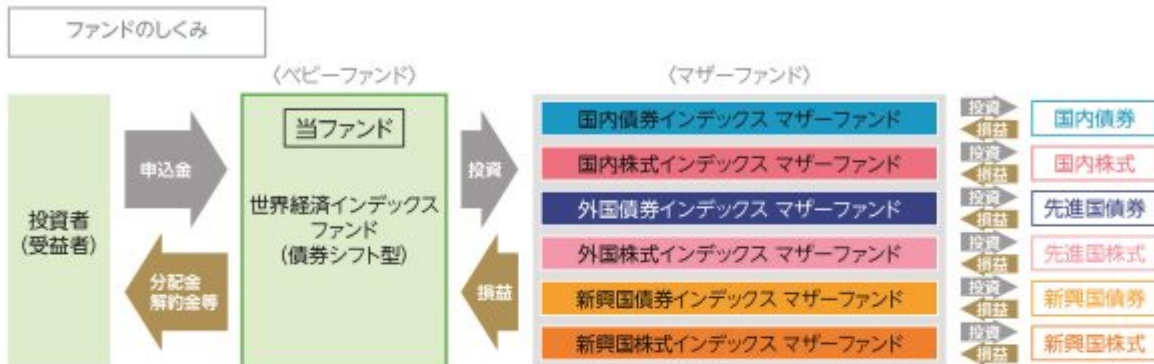 ファンドのしくみ
〈ベビーファンド〉
〈マザーファンド〉
投資者
(受益者)
申込金
分配金
解約金等
当ファンド
世界経済インデックス
ファンド
(債券シフト型)
投資
損益
国内債券インデックス マザーファンド
投資
損益
国内債券
国内株式インデックス マザーファンド
投資
損益
国内株式
外国債券インデックス マザーファンド
投資
損益
先進国債券
外国株式インデックス マザーファンド
投資
損益
先進国株式
新興国債券インデックス マザーファンド
投資
損益
新興国債券
新興国株式インデックス マザーファンド
投資
損益
新興国株式